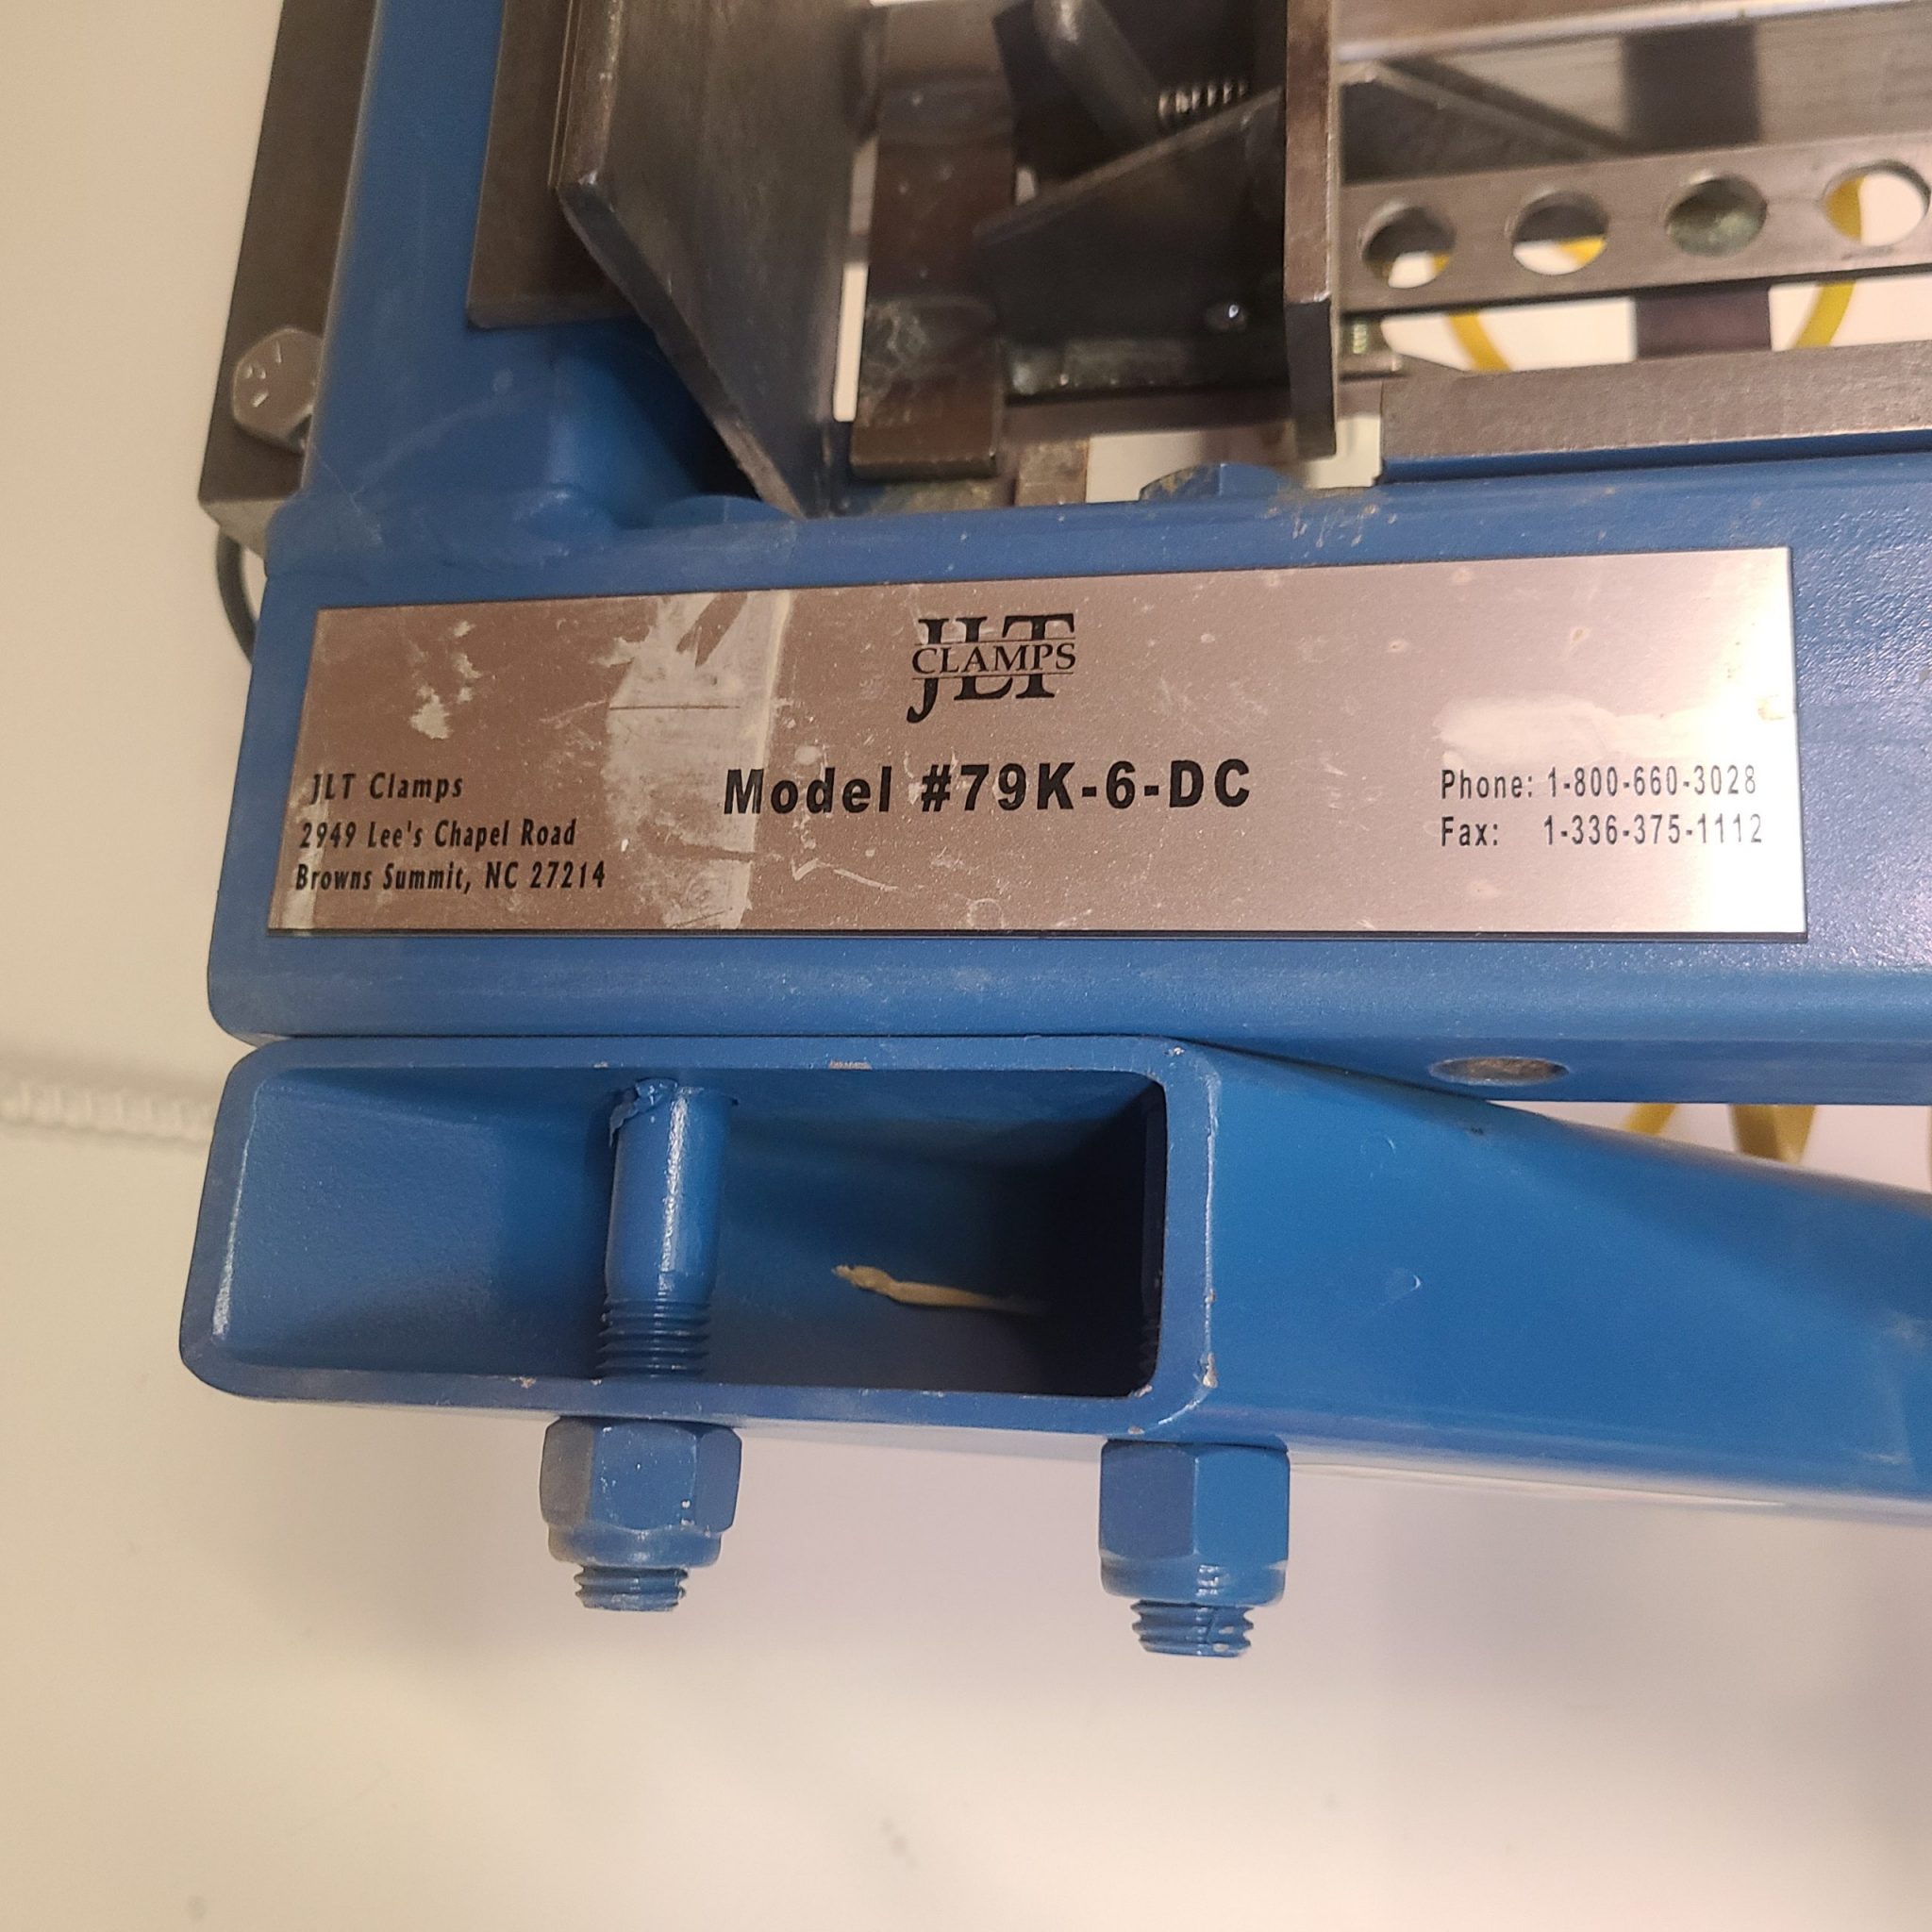 JLT
CLAMPS
Model #79K-6-DC
JLT Clamps
2949 Lee's Chapel Road
Browns Summit, NC 27214
Phone: 1-800-660-3028
Fax: 1-336-375-1112